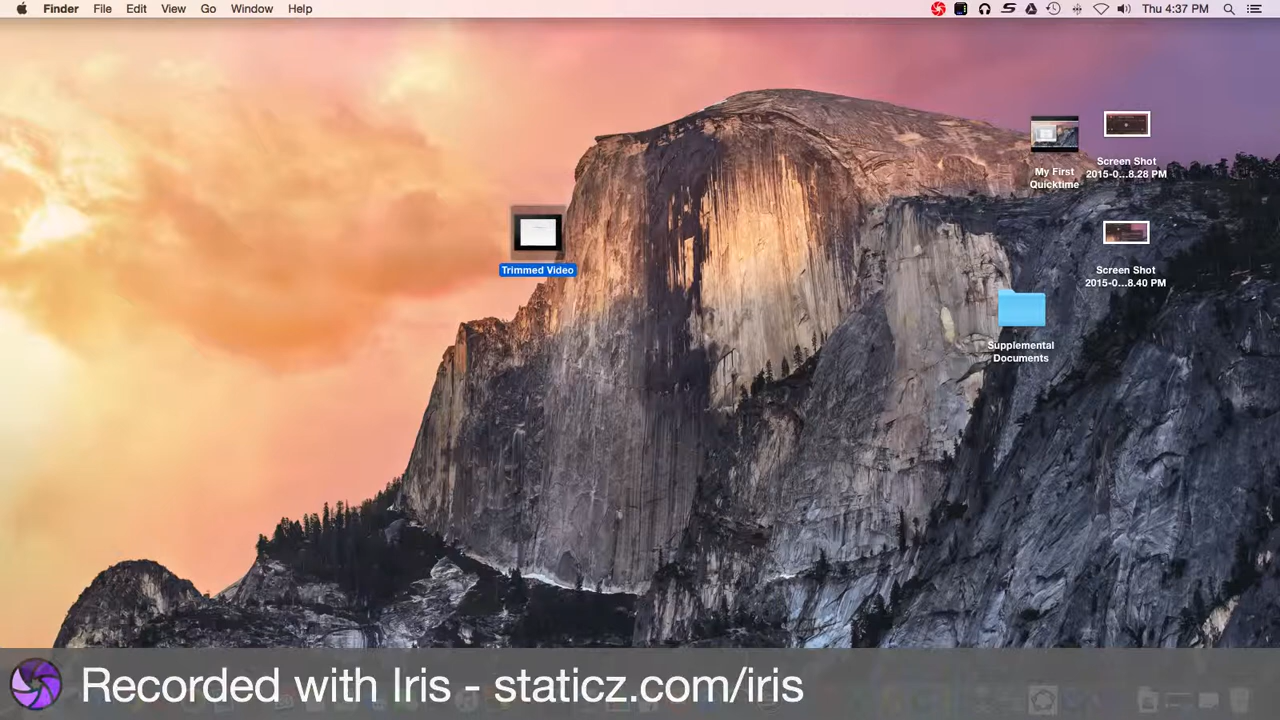 Finder File Edit View Go Window Help Thu 4:37 PM
My First
Quicktime
Screen Shot
2015-0...8.28 PM
Trimmed Video
Screen Shot
2015-0...8.40 PM
Supplemental
Documents
Recorded with Iris - staticz.com/iris